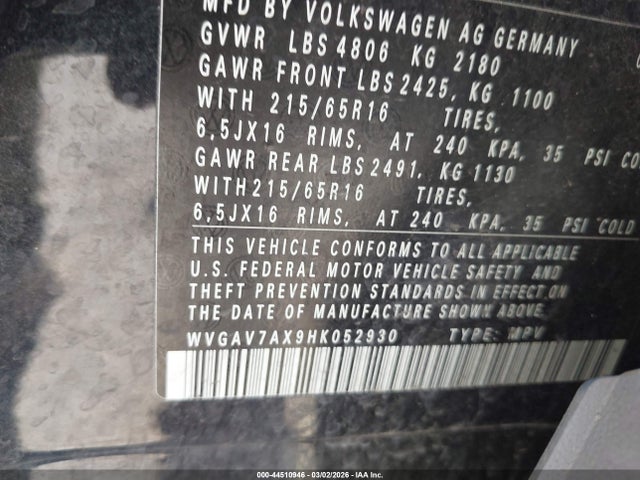 MFD BY VOLKSWAGEN AG GERMANY
GVWR LBS 4806 KG 2180
GAWR FRONT LBS 2425, KG 1100
WITH 215/65R16 TIRES,
6,5JX16 RIMS, AT 240 KPA, 35 PSI COL
GAWR REAR LBS 2491, KG 1130
WITH215/65R16 TIRES,
6,5JX16 RIMS, AT 240 KPA, 35 PSI COLD
THIS VEHICLE CONFORMS TO ALL APPLICABLE
U.S. FEDERAL MOTOR VEHICLE SAFETY AND
THEFT PREVENTION STANDARDS IN EFFECT ON
THE DATE OF MANUFACTURE SHOWN ABOVE.
WVGAV7AX9HK052930 TYPE: MPV
000-44510946 | 03/02/2026 | IAA Inc.